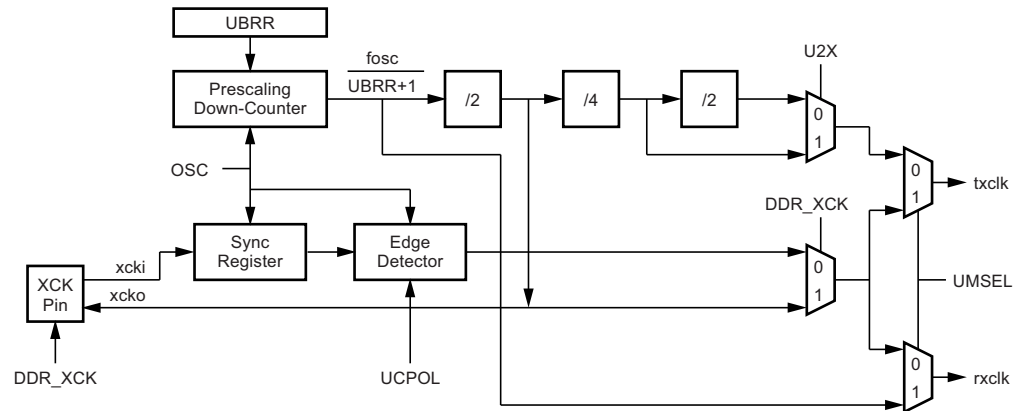 UBRR
fosc
U2X
Prescaling
Down-Counter
UBRR+1
/2
/4
/2
0
1
OSC
0
1
txclk
DDR_XCK
Sync
Register
Edge
Detector
xcki
0
1
XCK
Pin
xcko
UMSEL
DDR_XCK
UCPOL
0
1
rxclk